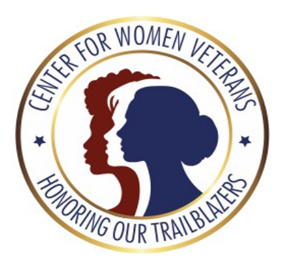 CENTER FOR WOMEN VETERANS
HONORING OUR TRAILBLAZERS